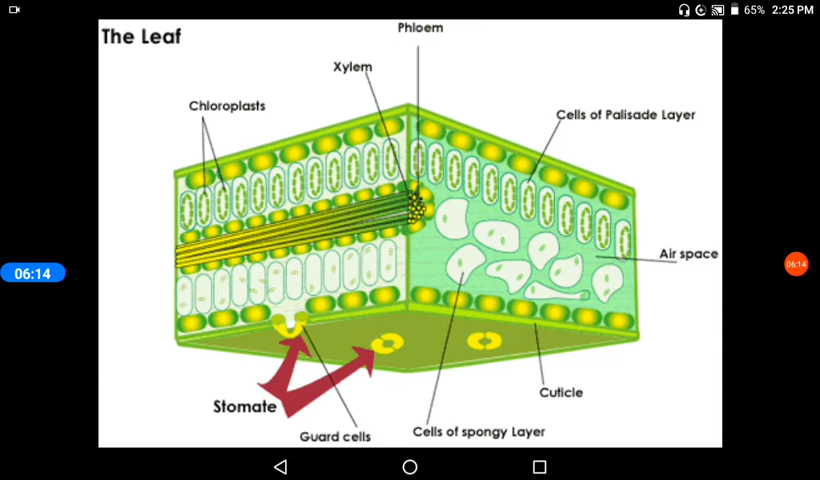 65% 2:25 PM
The Leaf
Phloem
Xylem
Chloroplasts
Cells of Palisade Layer
Air space
06:14
06:14
Cuticle
Stomate
Guard cells
Cells of spongy Layer